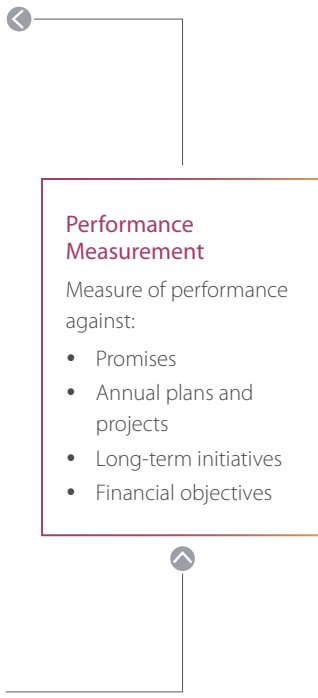 Performance
Measurement
Measure of performance
against:
• Promises
• Annual plans and
projects
• Long-term initiatives
• Financial objectives